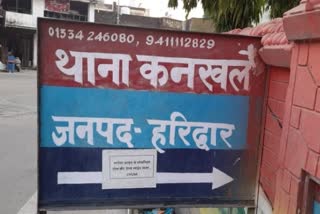 01334 246080, 9411112829
थाना कनखल
जनपद- हरिद्वार